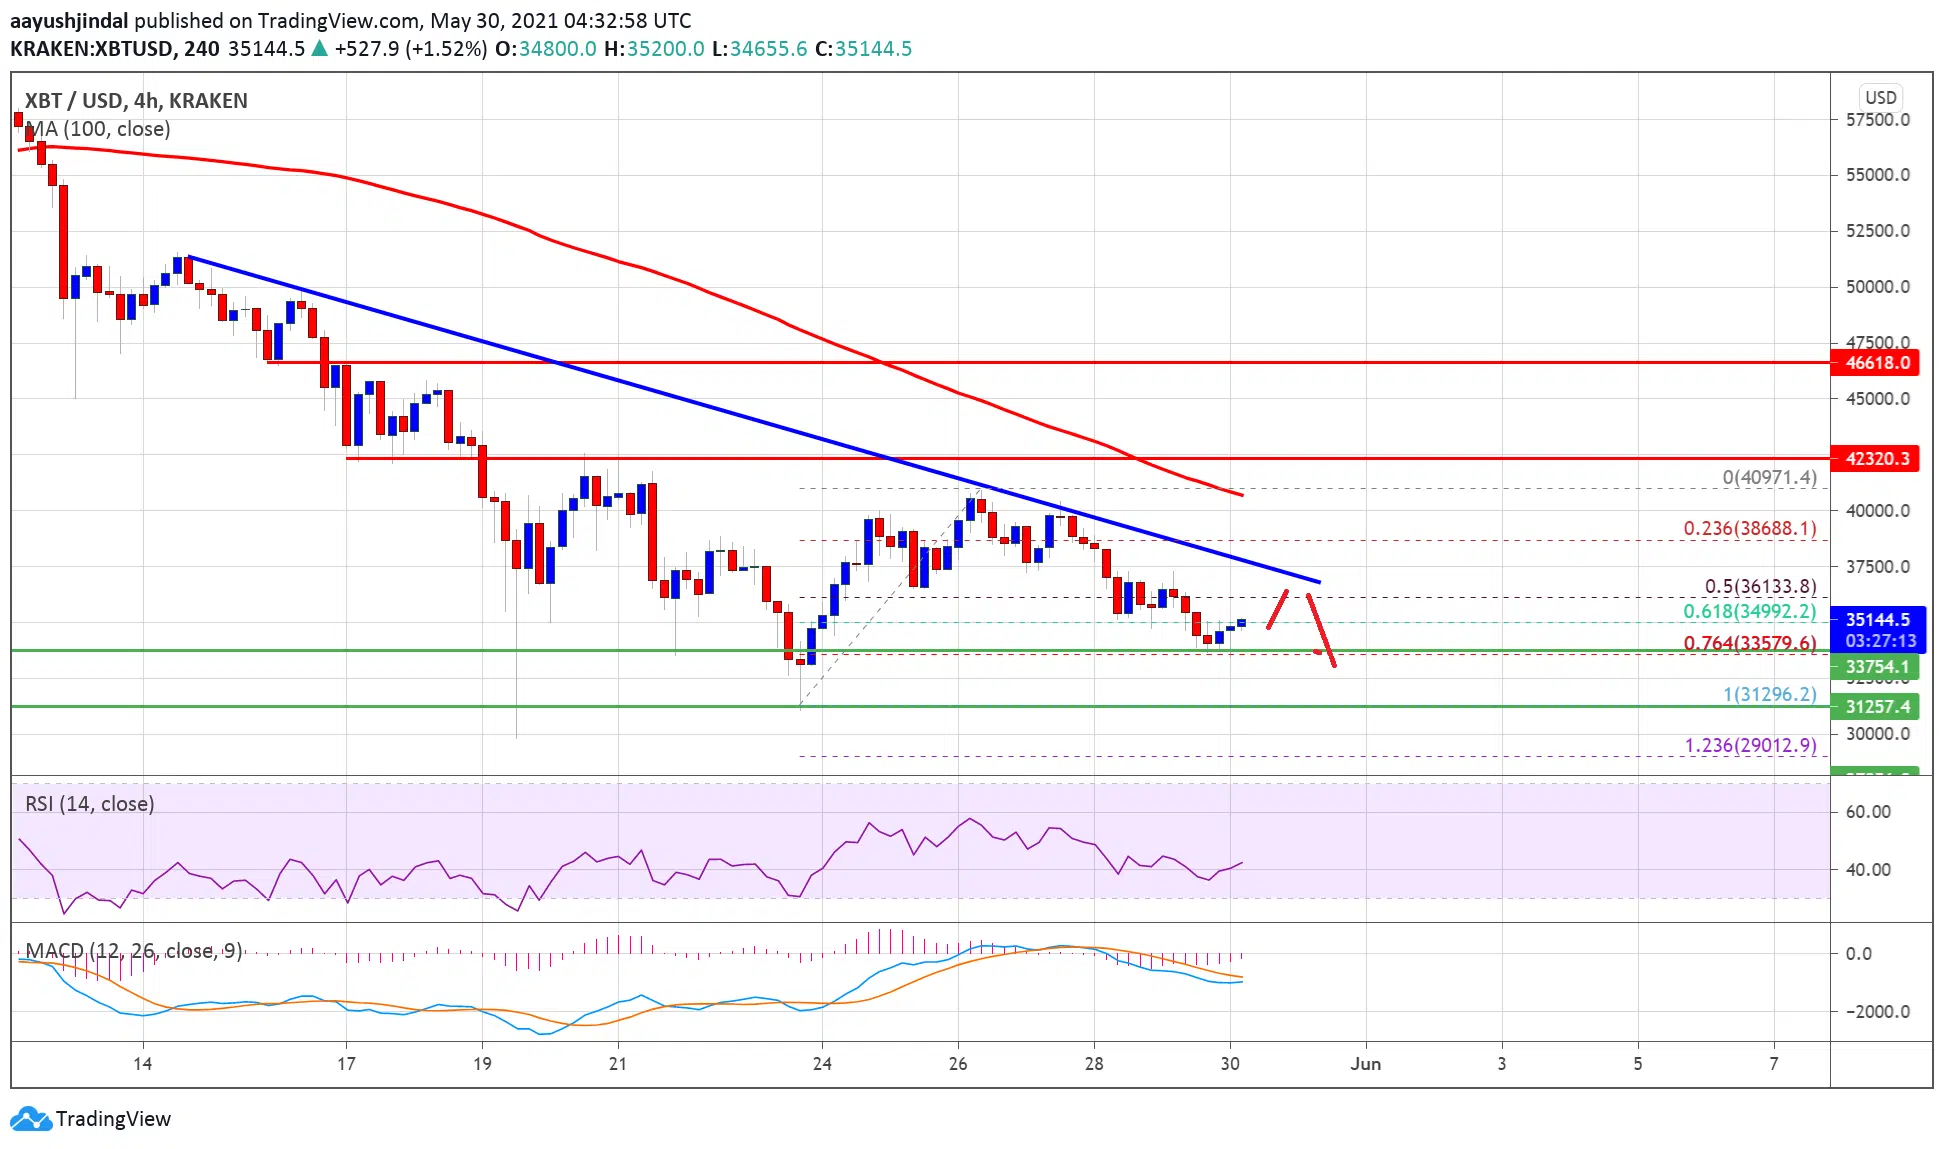 aayushjindal published on TradingView.com, May 30, 2021 04:32:58 UTC
KRAKEN:XBTUSD, 240 35144.5 ▲ +527.9 (+1.52%) O:34800.0 H:35200.0 L:34655.6 C:35144.5
XBT / USD, 4h, KRAKEN
MA (100, close)
USD
57500.0
55000.0
52500.0
50000.0
47500.0
46618.0
45000.0
42320.3
0(40971.4)
40000.0
0.236(38688.1)
37500.0
0.5(36133.8)
0.618(34992.2)
35144.5
03:27:13
0.764(33579.6)
33754.1
1(31296.2)
31257.4
30000.0
1.236(29012.9)
RSI (14, close)
60.00
40.00
MACD (12, 26, close, 9)
0.0
−2000.0
14 17 19 21 24 26 28 30 Jun 3 5 7
TradingView